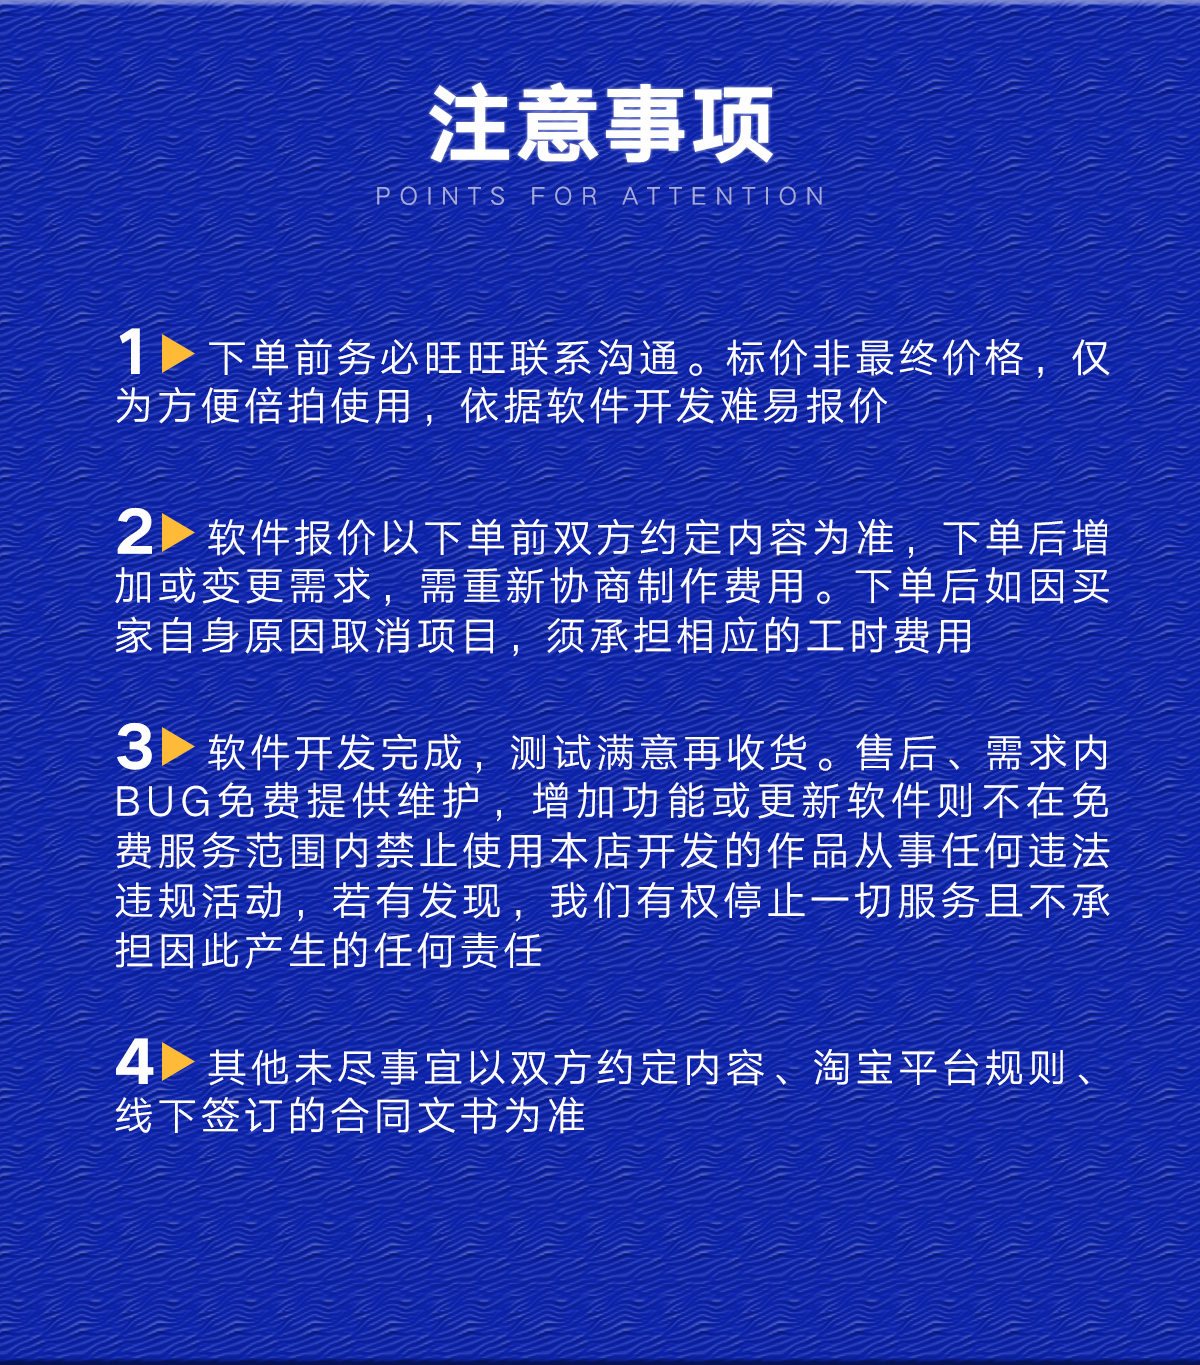 注意事项
POINTS FOR ATTENTION
1 下单前务必旺旺联系沟通。标价非最终价格，仅
为方便倍拍使用，依据软件开发难易报价
2 软件报价以下单前双方约定内容为准，下单后增
加或变更需求，需重新协商制作费用。下单后如因买
家自身原因取消项目，须承担相应的工时费用
3 软件开发完成，测试满意再收货。售后、需求内
BUG免费提供维护，增加功能或更新软件则不在免
费服务范围内禁止使用本店开发的作品从事任何违法
违规活动，若有发现，我们有权停止一切服务且不承
担因此产生的任何责任
4 其他未尽事宜以双方约定内容、淘宝平台规则、
线下签订的合同文书为准